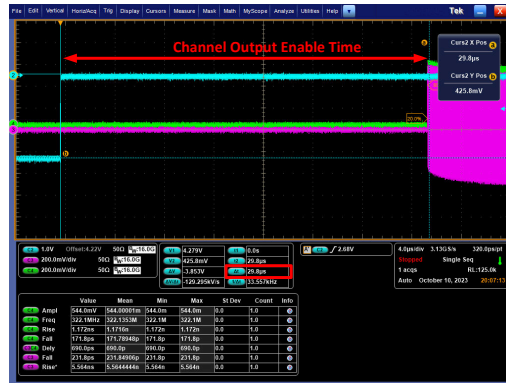 File Edit Vertical Horiz/Acq Trig Display Cursors Measure Mask Math MyScope Analyze Utilities Help Tek
Channel Output Enable Time
Curs2 X Pos a
29.8µs
Curs2 Y Pos b
425.8mV
20.0%
a
b
C2 1.0V Offset:4.22V 50Ω BW:16.0G
C3 200.0mV/div 50Ω BW:16.0G
C4 200.0mV/div 50Ω BW:16.0G
V1 4.279V t1 0.0s
V2 425.8mV t2 29.8µs
ΔV -3.853V Δt 29.8µs
ΔV/Δt -129.295kV/s 1/Δt 33.557kHz
A' C2 2.68V
4.0µs/div 3.13GS/s 320.0ps/pt
Stopped Single Seq
1 acqs RL:125.0k
Auto October 10, 2023 20:07:13
Value Mean Min Max St Dev Count Info
Ampl 544.0mV 544.00001m 544.0m 544.0m 0.0 1.0
Freq 322.1MHz 322.1353M 322.1M 322.1M 0.0 1.0
Rise 1.172ns 1.1716n 1.172n 1.172n 0.0 1.0
Fall 171.8ps 171.78948p 171.8p 171.8p 0.0 1.0
Dely 690.0ps 690.0p 690.0p 690.0p 0.0 1.0
Fall 231.8ps 231.84906p 231.8p 231.8p 0.0 1.0
Rise* 5.564ns 5.5644444n 5.564n 5.564n 0.0 1.0